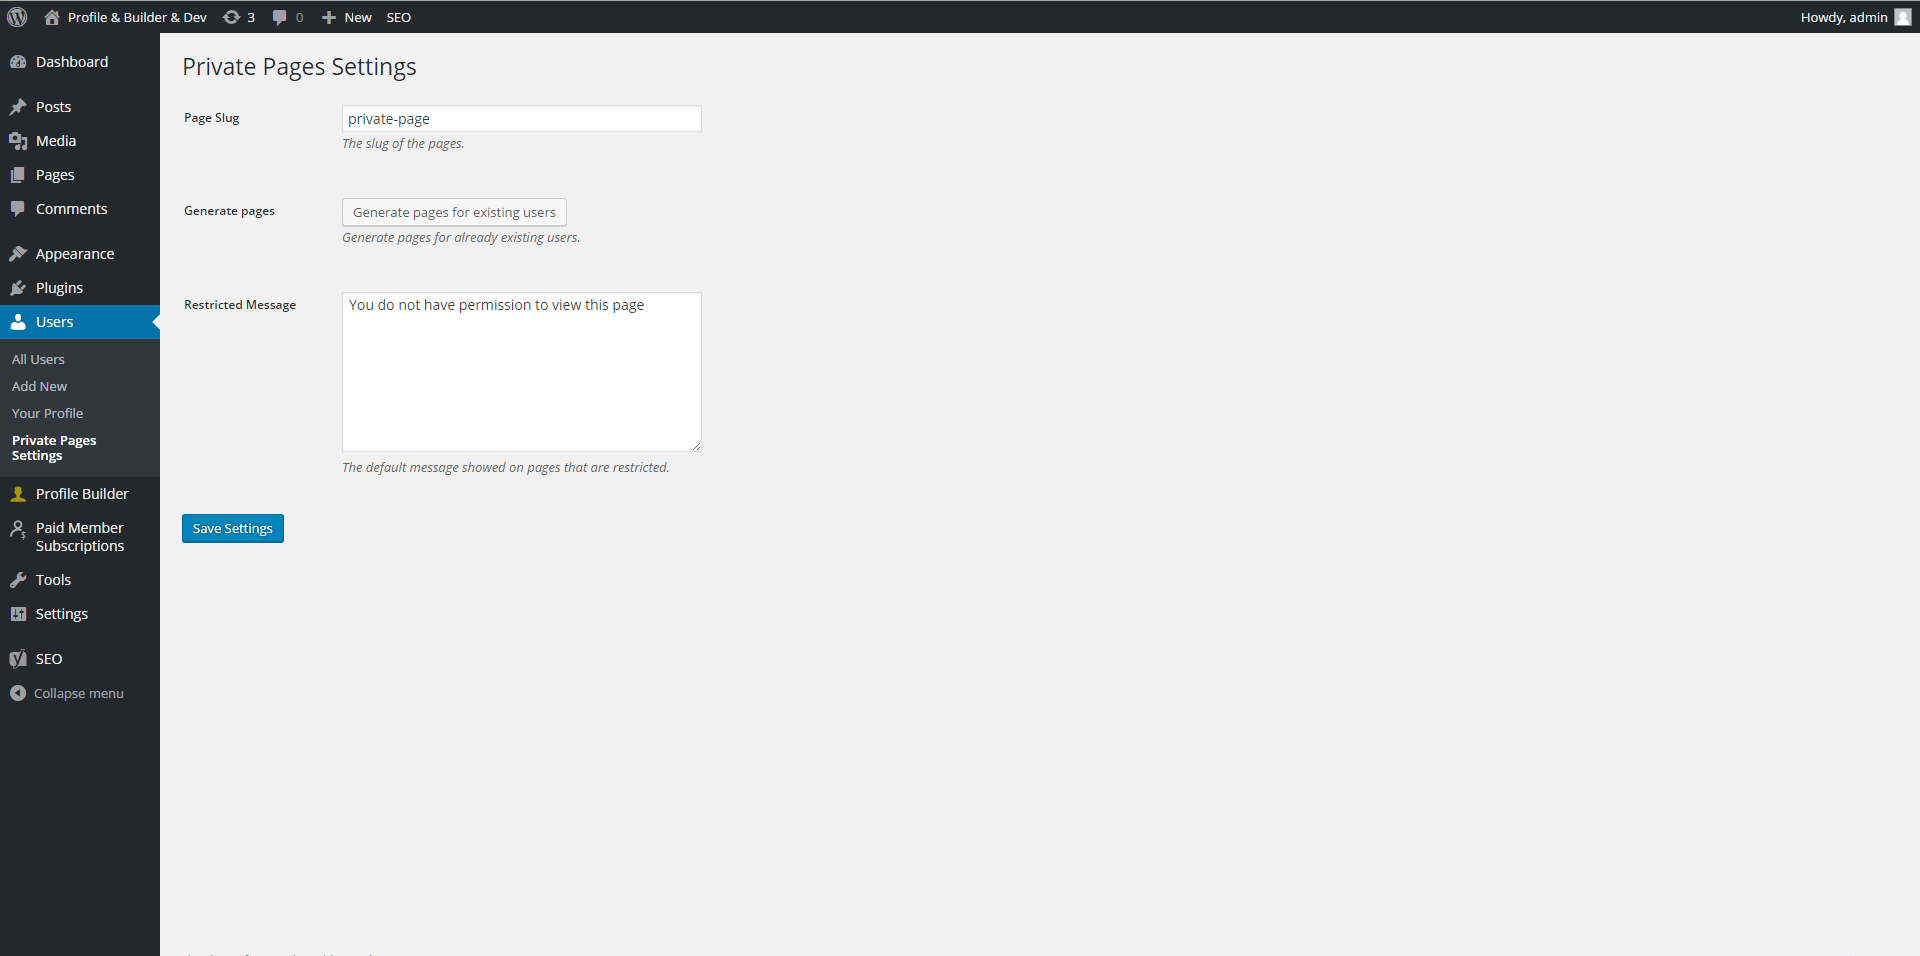 Profile & Builder & Dev 3 0 New SEO Howdy, admin
Dashboard
Posts
Media
Pages
Comments
Appearance
Plugins
Users
All Users
Add New
Your Profile
Private Pages
Settings
Profile Builder
Paid Member
Subscriptions
Tools
Settings
SEO
Collapse menu
Private Pages Settings
Page Slug
private-page
The slug of the pages.
Generate pages
Generate pages for existing users
Generate pages for already existing users.
Restricted Message
You do not have permission to view this page
The default message showed on pages that are restricted.
Save Settings